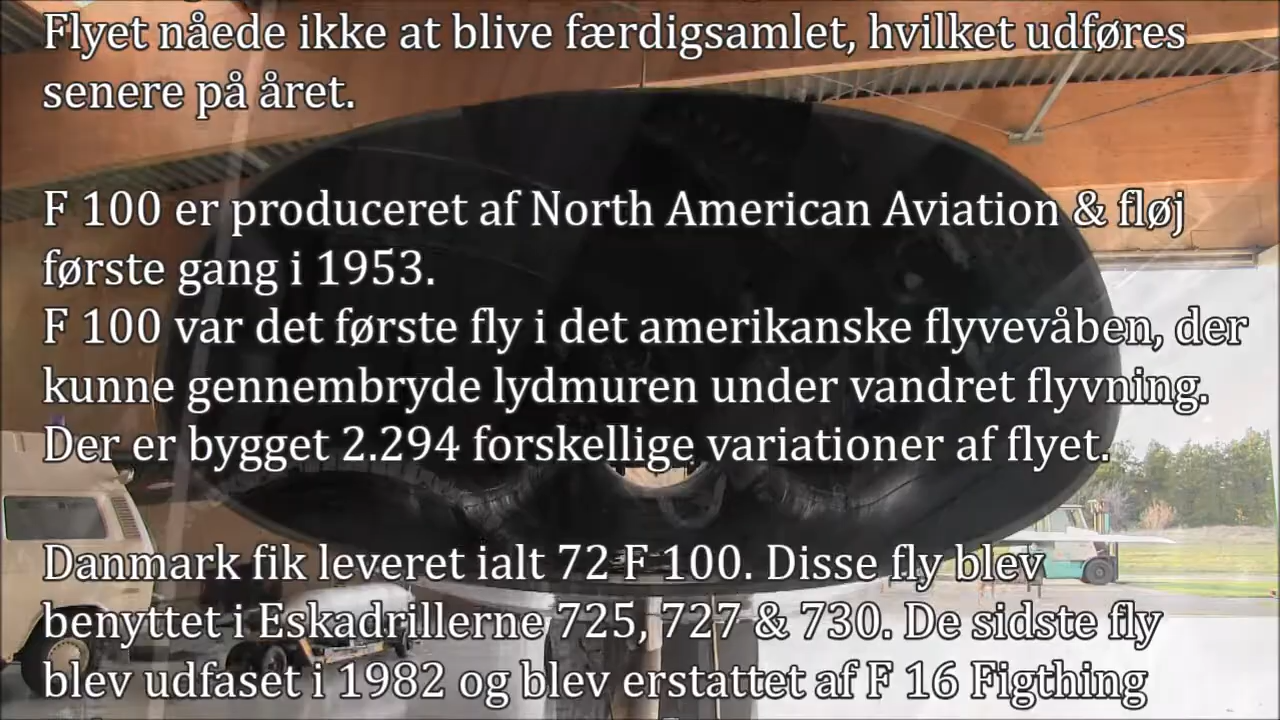 Flyet nåede ikke at blive færdigsamlet, hvilket udføres
senere på året.
F 100 er produceret af North American Aviation & fløj
første gang i 1953.
F 100 var det første fly i det amerikanske flyvevåben, der
kunne gennembryde lydmuren under vandret flyvning.
Der er bygget 2.294 forskellige variationer af flyet.
Danmark fik leveret ialt 72 F 100. Disse fly blev
benyttet i Eskadrillerne 725, 727 & 730. De sidste fly
blev udfaset i 1982 og blev erstattet af F 16 Figthing